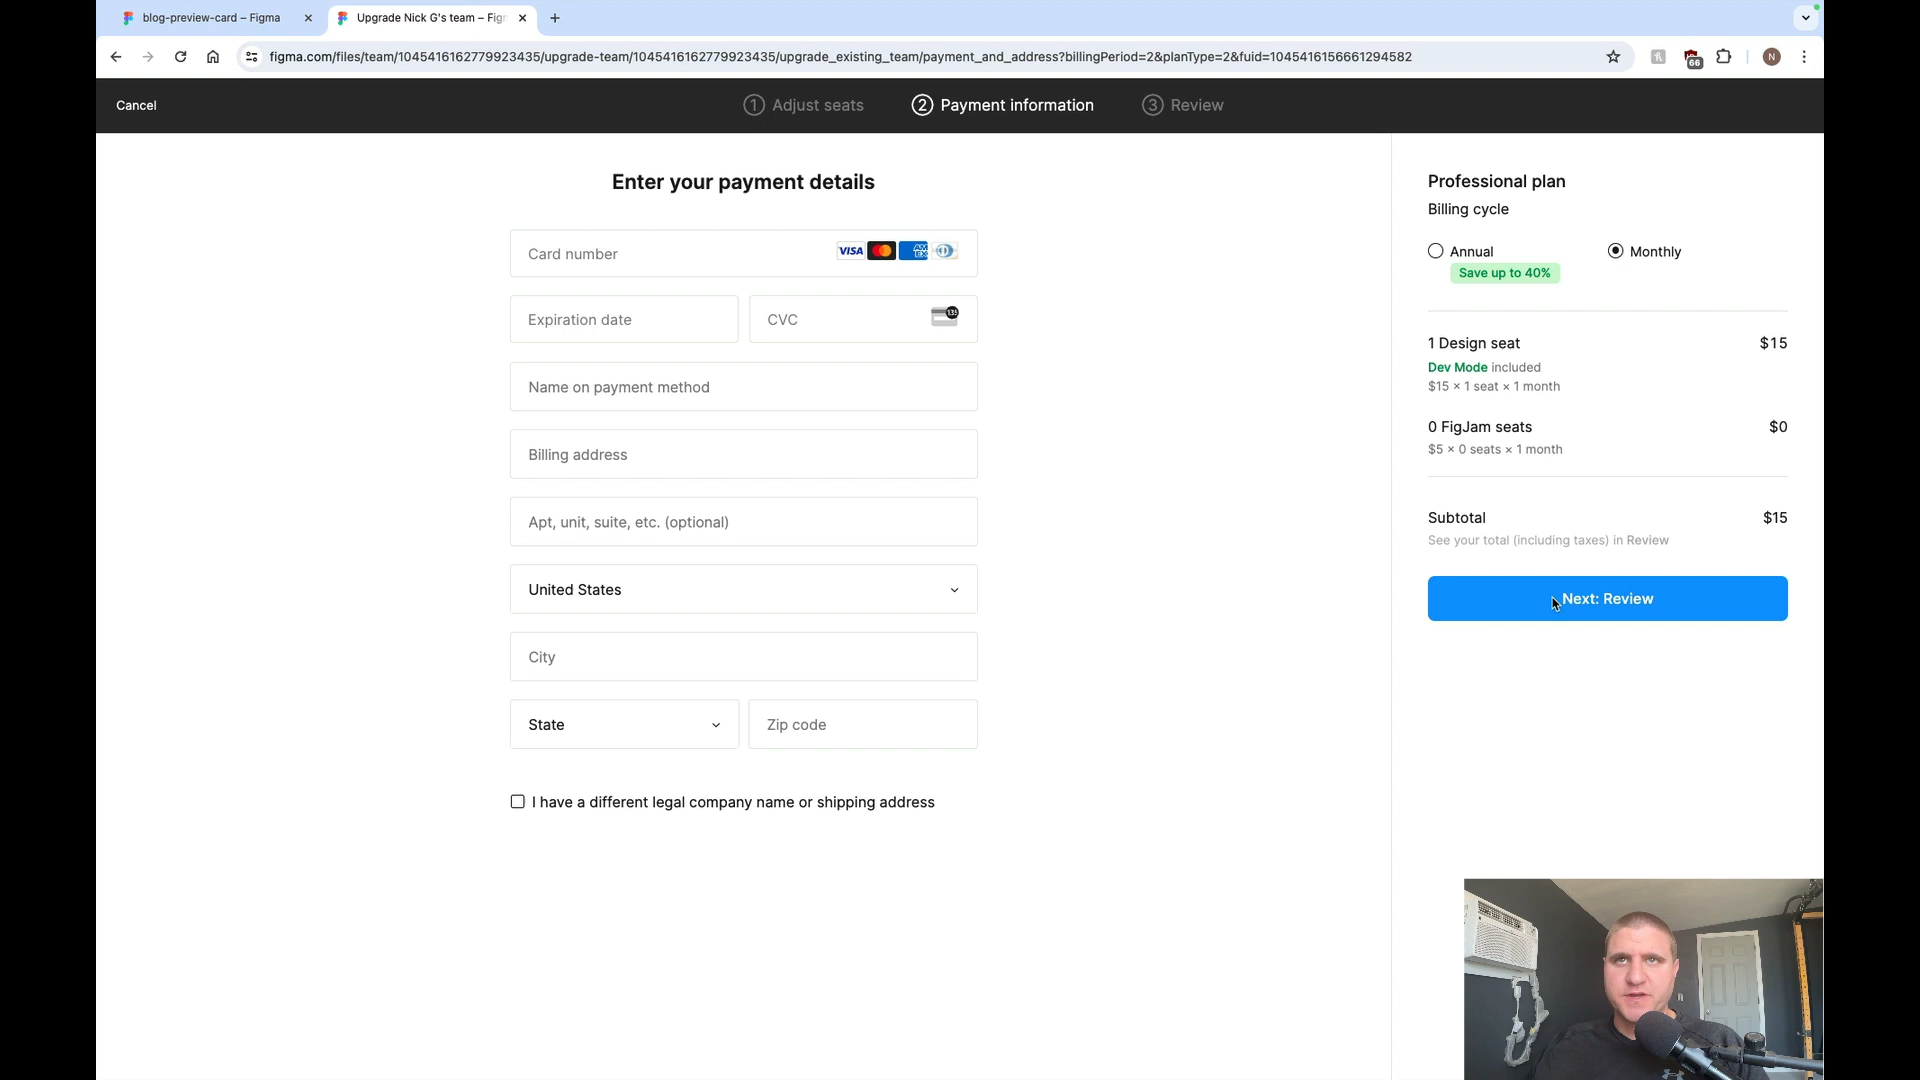 blog-preview-card – Figma
Upgrade Nick G's team – Fig
figma.com/files/team/1045416162779923435/upgrade-team/1045416162779923435/upgrade_existing_team/payment_and_address?billingPeriod=2&planType=2&fuid=1045416156661294582
66
N
Cancel
1 Adjust seats
2 Payment information
3 Review
Enter your payment details
Card number
VISA
AM EX
Expiration date
CVC
135
Name on payment method
Billing address
Apt, unit, suite, etc. (optional)
United States
City
State
Zip code
I have a different legal company name or shipping address
Professional plan
Billing cycle
Annual
Monthly
Save up to 40%
1 Design seat $15
Dev Mode included
$15 × 1 seat × 1 month
0 FigJam seats $0
$5 × 0 seats × 1 month
Subtotal $15
See your total (including taxes) in Review
Next: Review